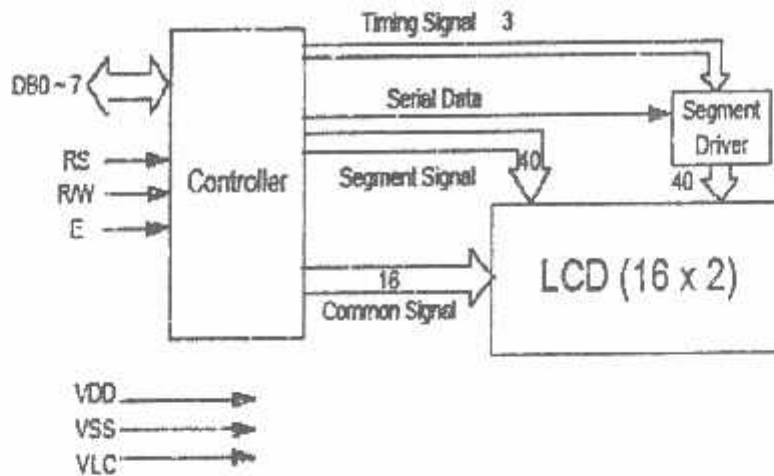 Timing Signal 3
DB0 ~ 7
Serial Data
Segment
Driver
RS
40
R/W
Controller
Segment Signal
40
E
LCD (16 x 2)
16
Common Signal
VDD
VSS
VLC